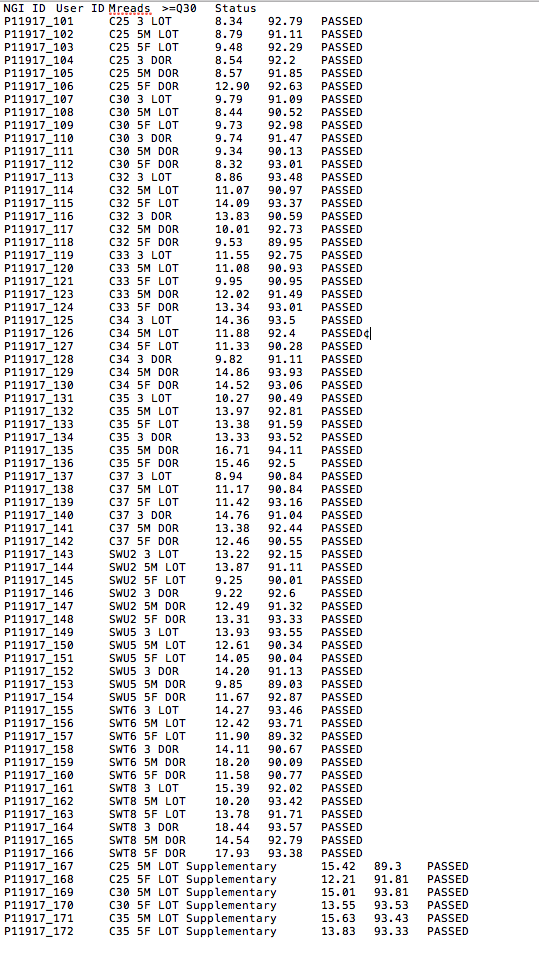 NGI ID User ID Mreads >=Q30 Status
P11917_101 C25 3 LOT 8.34 92.79 PASSED
P11917_102 C25 5M LOT 8.79 91.11 PASSED
P11917_103 C25 5F LOT 9.48 92.29 PASSED
P11917_104 C25 3 DOR 8.54 92.2 PASSED
P11917_105 C25 5M DOR 8.57 91.85 PASSED
P11917_106 C25 5F DOR 12.90 92.63 PASSED
P11917_107 C30 3 LOT 9.79 91.09 PASSED
P11917_108 C30 5M LOT 8.44 90.52 PASSED
P11917_109 C30 5F LOT 9.73 92.98 PASSED
P11917_110 C30 3 DOR 9.74 91.47 PASSED
P11917_111 C30 5M DOR 9.34 90.13 PASSED
P11917_112 C30 5F DOR 8.32 93.01 PASSED
P11917_113 C32 3 LOT 8.86 93.48 PASSED
P11917_114 C32 5M LOT 11.07 90.97 PASSED
P11917_115 C32 5F LOT 14.09 93.37 PASSED
P11917_116 C32 3 DOR 13.83 90.59 PASSED
P11917_117 C32 5M DOR 10.01 92.73 PASSED
P11917_118 C32 5F DOR 9.53 89.95 PASSED
P11917_119 C33 3 LOT 11.55 92.75 PASSED
P11917_120 C33 5M LOT 11.08 90.93 PASSED
P11917_121 C33 5F LOT 9.95 90.95 PASSED
P11917_123 C33 5M DOR 12.02 91.49 PASSED
P11917_124 C33 5F DOR 13.34 93.01 PASSED
P11917_125 C34 3 LOT 14.36 93.5 PASSED
P11917_126 C34 5M LOT 11.88 92.4 PASSED¢
P11917_127 C34 5F LOT 11.33 90.28 PASSED
P11917_128 C34 3 DOR 9.82 91.11 PASSED
P11917_129 C34 5M DOR 14.86 93.93 PASSED
P11917_130 C34 5F DOR 14.52 93.06 PASSED
P11917_131 C35 3 LOT 10.27 90.49 PASSED
P11917_132 C35 5M LOT 13.97 92.81 PASSED
P11917_133 C35 5F LOT 13.38 91.59 PASSED
P11917_134 C35 3 DOR 13.33 93.52 PASSED
P11917_135 C35 5M DOR 16.71 94.11 PASSED
P11917_136 C35 5F DOR 15.46 92.5 PASSED
P11917_137 C37 3 LOT 8.94 90.84 PASSED
P11917_138 C37 5M LOT 11.17 90.84 PASSED
P11917_139 C37 5F LOT 11.42 93.16 PASSED
P11917_140 C37 3 DOR 14.76 91.04 PASSED
P11917_141 C37 5M DOR 13.38 92.44 PASSED
P11917_142 C37 5F DOR 12.46 90.55 PASSED
P11917_143 SWU2 3 LOT 13.22 92.15 PASSED
P11917_144 SWU2 5M LOT 13.87 91.11 PASSED
P11917_145 SWU2 5F LOT 9.25 90.01 PASSED
P11917_146 SWU2 3 DOR 9.22 92.6 PASSED
P11917_147 SWU2 5M DOR 12.49 91.32 PASSED
P11917_148 SWU2 5F DOR 13.31 93.33 PASSED
P11917_149 SWU5 3 LOT 13.93 93.55 PASSED
P11917_150 SWU5 5M LOT 12.61 90.34 PASSED
P11917_151 SWU5 5F LOT 14.05 90.04 PASSED
P11917_152 SWU5 3 DOR 14.20 91.13 PASSED
P11917_153 SWU5 5M DOR 9.85 89.03 PASSED
P11917_154 SWU5 5F DOR 11.67 92.87 PASSED
P11917_155 SWT6 3 LOT 14.27 93.46 PASSED
P11917_156 SWT6 5M LOT 12.42 93.71 PASSED
P11917_157 SWT6 5F LOT 11.90 89.32 PASSED
P11917_158 SWT6 3 DOR 14.11 90.67 PASSED
P11917_159 SWT6 5M DOR 18.20 90.09 PASSED
P11917_160 SWT6 5F DOR 11.58 90.77 PASSED
P11917_161 SWT8 3 LOT 15.39 92.02 PASSED
P11917_162 SWT8 5M LOT 10.20 93.42 PASSED
P11917_163 SWT8 5F LOT 13.78 91.71 PASSED
P11917_164 SWT8 3 DOR 18.44 93.57 PASSED
P11917_165 SWT8 5M DOR 14.54 92.79 PASSED
P11917_166 SWT8 5F DOR 17.93 93.38 PASSED
P11917_167 C25 5M LOT Supplementary 15.42 89.3 PASSED
P11917_168 C25 5F LOT Supplementary 12.21 91.81 PASSED
P11917_169 C30 5M LOT Supplementary 15.01 93.81 PASSED
P11917_170 C30 5F LOT Supplementary 13.55 93.53 PASSED
P11917_171 C35 5M LOT Supplementary 15.63 93.43 PASSED
P11917_172 C35 5F LOT Supplementary 13.83 93.33 PASSED